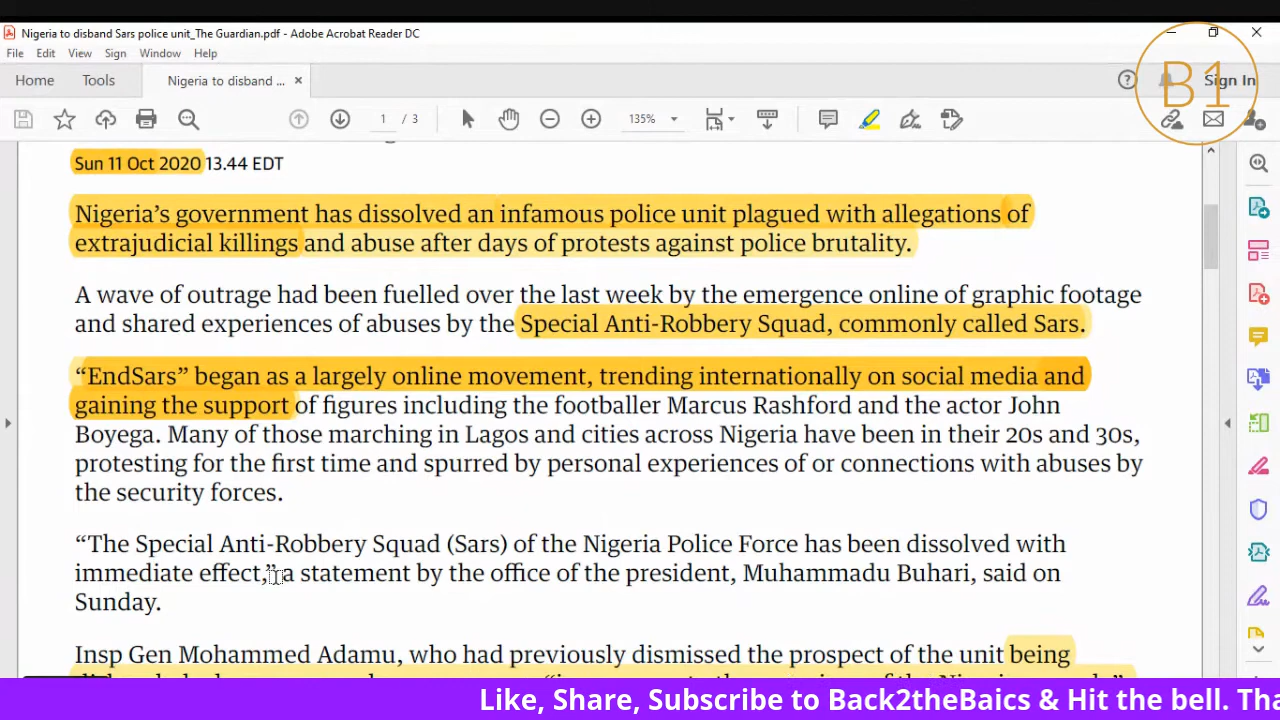 Nigeria to disband Sars police unit_The Guardian.pdf - Adobe Acrobat Reader DC
File Edit View Sign Window Help
Home Tools Nigeria to disband ... Sign In
B1
1 / 3 135%
Sun 11 Oct 2020 13.44 EDT
Nigeria’s government has dissolved an infamous police unit plagued with allegations of
extrajudicial killings and abuse after days of protests against police brutality.
A wave of outrage had been fuelled over the last week by the emergence online of graphic footage
and shared experiences of abuses by the Special Anti-Robbery Squad, commonly called Sars.
“EndSars” began as a largely online movement, trending internationally on social media and
gaining the support of figures including the footballer Marcus Rashford and the actor John
Boyega. Many of those marching in Lagos and cities across Nigeria have been in their 20s and 30s,
protesting for the first time and spurred by personal experiences of or connections with abuses by
the security forces.
“The Special Anti-Robbery Squad (Sars) of the Nigeria Police Force has been dissolved with
immediate effect,” a statement by the office of the president, Muhammadu Buhari, said on
Sunday.
Insp Gen Mohammed Adamu, who had previously dismissed the prospect of the unit being
Like, Share, Subscribe to Back2theBaics & Hit the bell. Tha